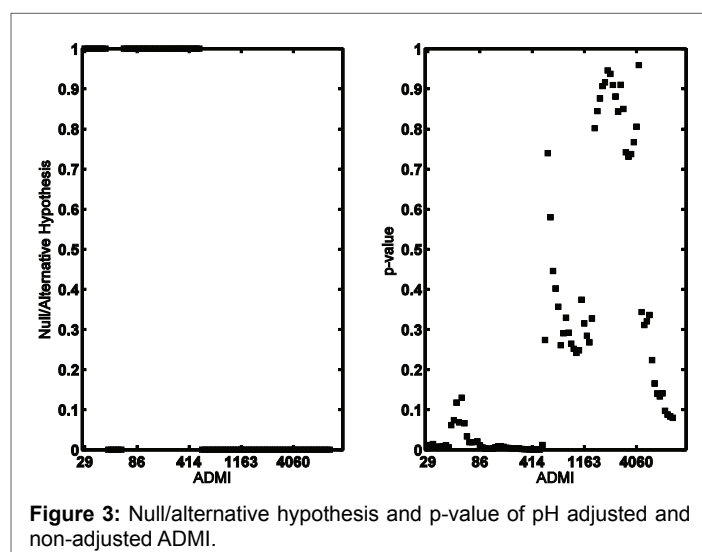 1
0.9
0.8
0.7
0.6
0.5
0.4
0.3
0.2
0.1
0
Null/Alternative Hypothesis
29 86 414 1163 4060
ADMI
1
0.9
0.8
0.7
0.6
0.5
0.4
0.3
0.2
0.1
0
p-value
29 86 414 1163 4060
ADMI
Figure 3: Null/alternative hypothesis and p-value of pH adjusted and
non-adjusted ADMI.